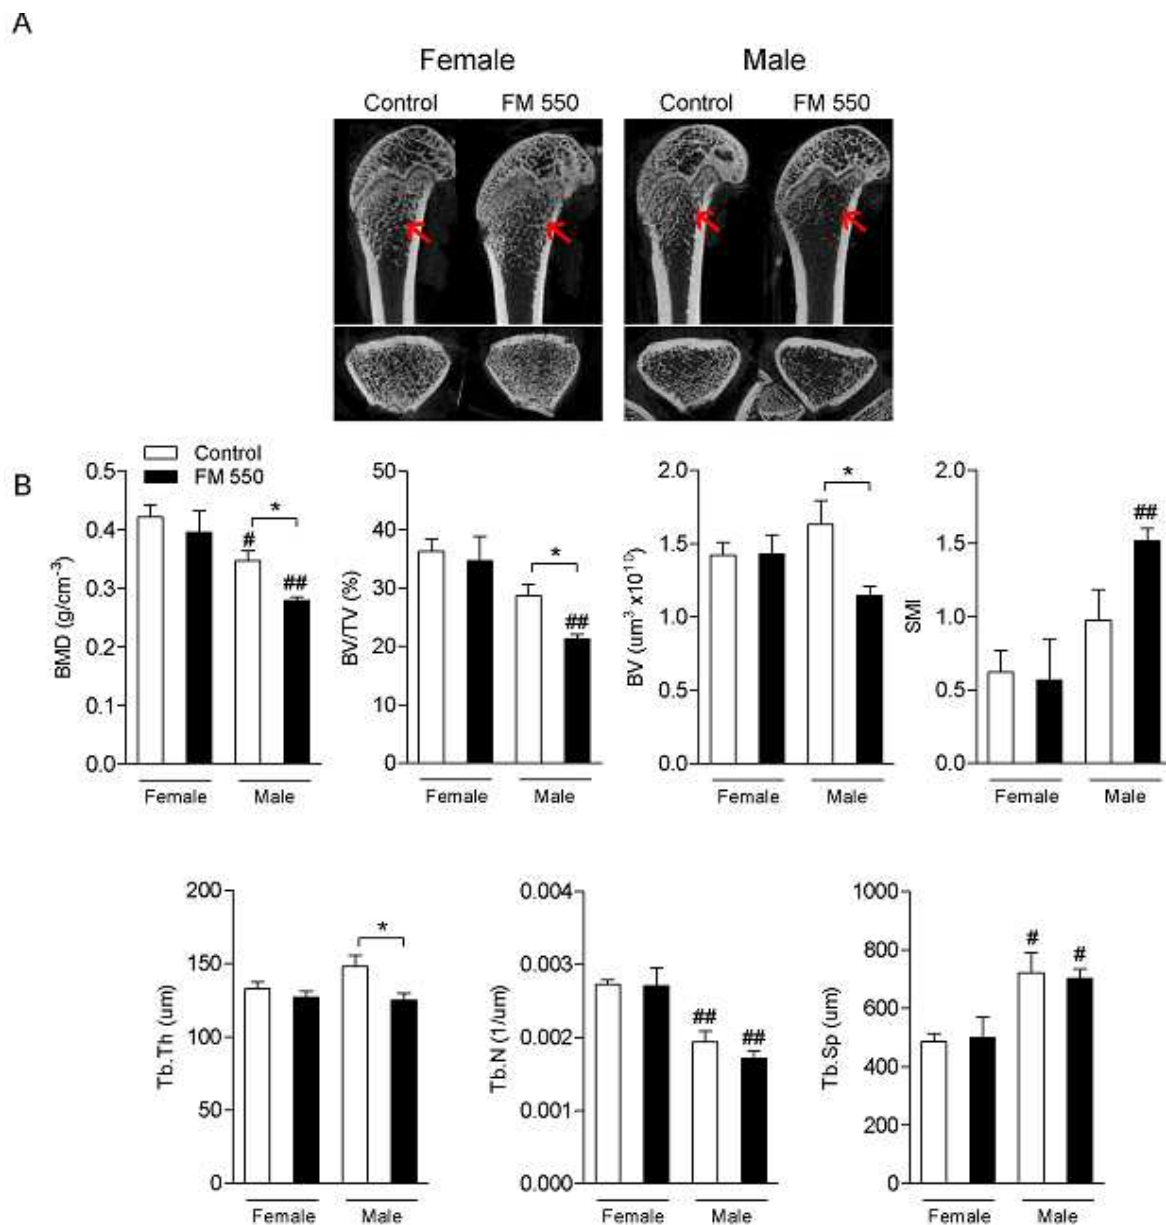 A
Female Male
Control FM 550 Control FM 550
B
Control
FM 550
BMD (g/cm-³)
0.5
0.4
0.3
0.2
0.1
0.0
#
*
##
Female Male
BV/TV (%)
50
40
30
20
10
0
*
##
Female Male
BV (um³ x10¹⁰)
2.0
1.5
1.0
0.5
0.0
*
Female Male
SMI
2.0
1.5
1.0
0.5
0.0
##
Female Male
Tb.Th (um)
200
150
100
50
0
*
Female Male
Tb.N (1/um)
0.004
0.003
0.002
0.001
0.000
##
##
Female Male
Tb.Sp (um)
1000
800
600
400
200
0
#
#
Female Male